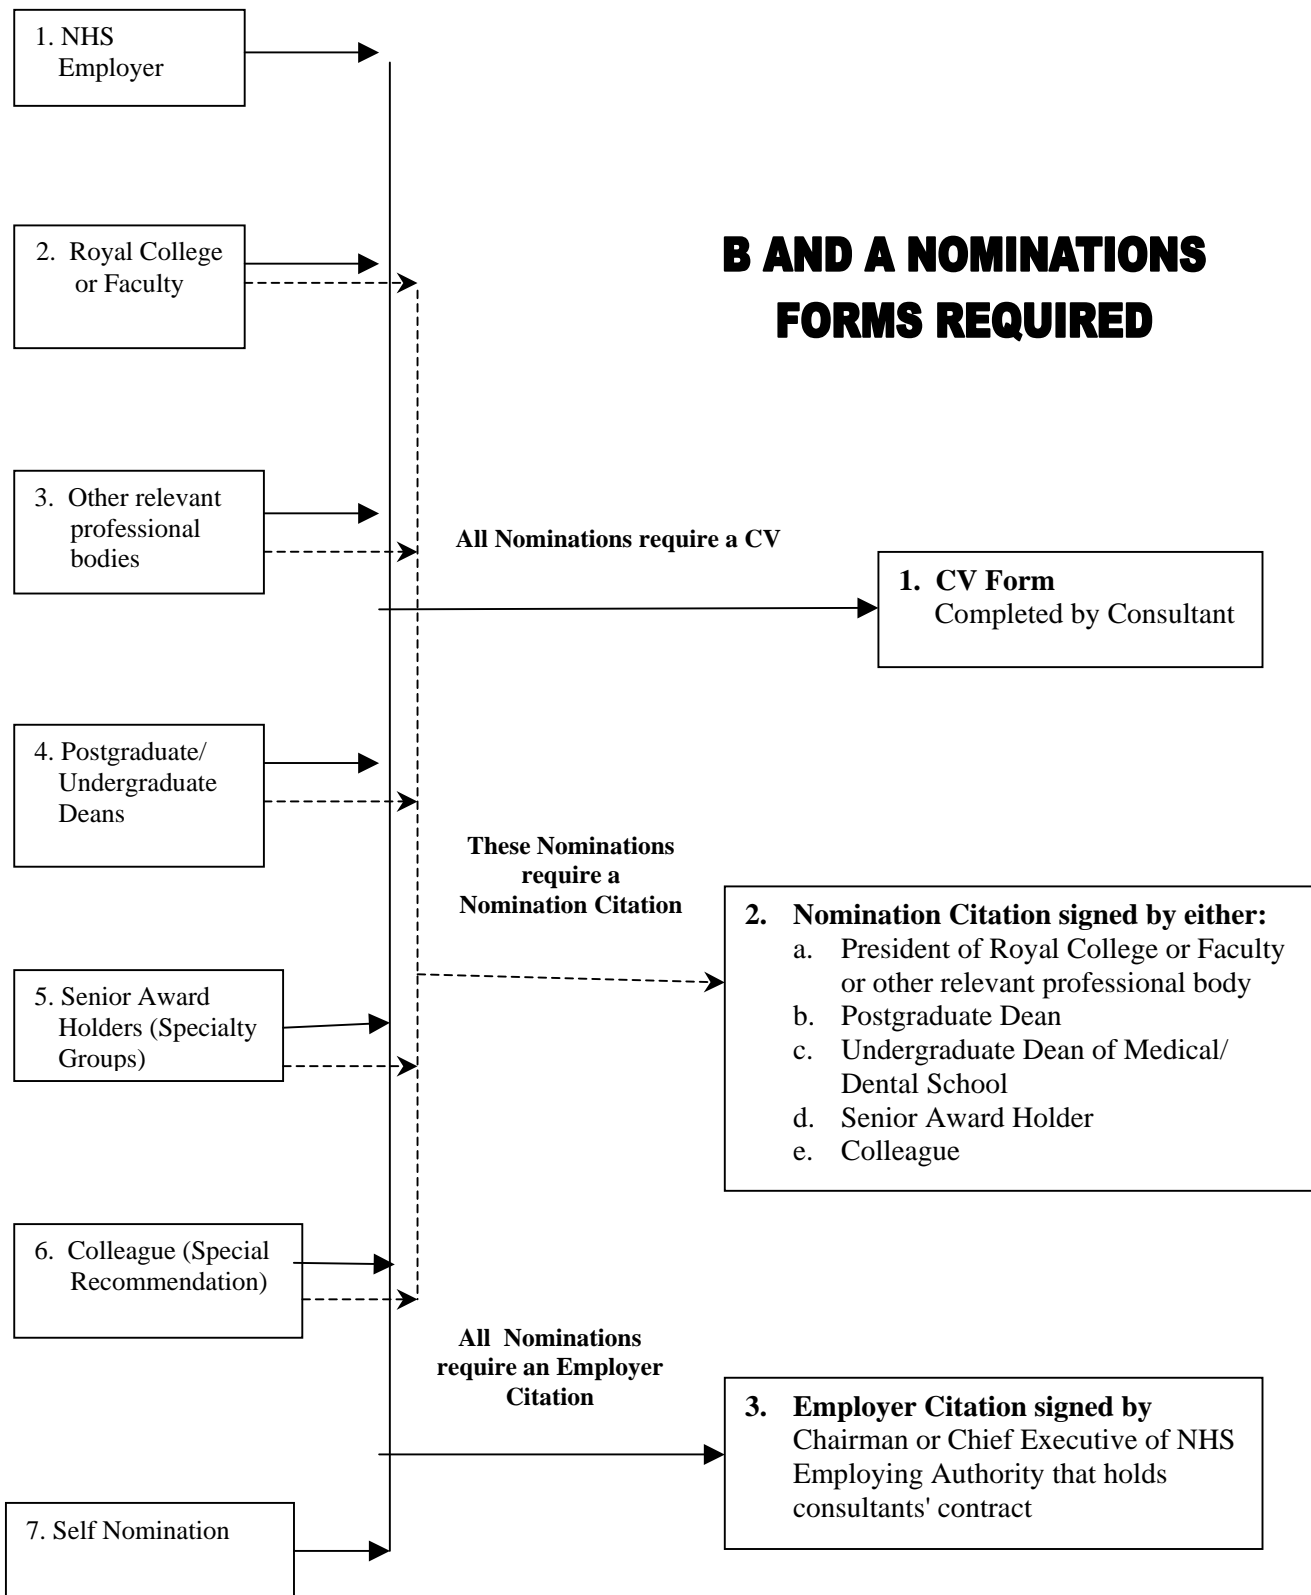 1. NHS
Employer
2. Royal College
or Faculty
B AND A NOMINATIONS
FORMS REQUIRED
3. Other relevant
professional
bodies
All Nominations require a CV
1. CV Form
Completed by Consultant
4. Postgraduate/
Undergraduate
Deans
These Nominations
require a
Nomination Citation
2. Nomination Citation signed by either:
a. President of Royal College or Faculty
or other relevant professional body
b. Postgraduate Dean
c. Undergraduate Dean of Medical/
Dental School
d. Senior Award Holder
e. Colleague
5. Senior Award
Holders (Specialty
Groups)
6. Colleague (Special
Recommendation)
All Nominations
require an Employer
Citation
3. Employer Citation signed by
Chairman or Chief Executive of NHS
Employing Authority that holds
consultants' contract
7. Self Nomination